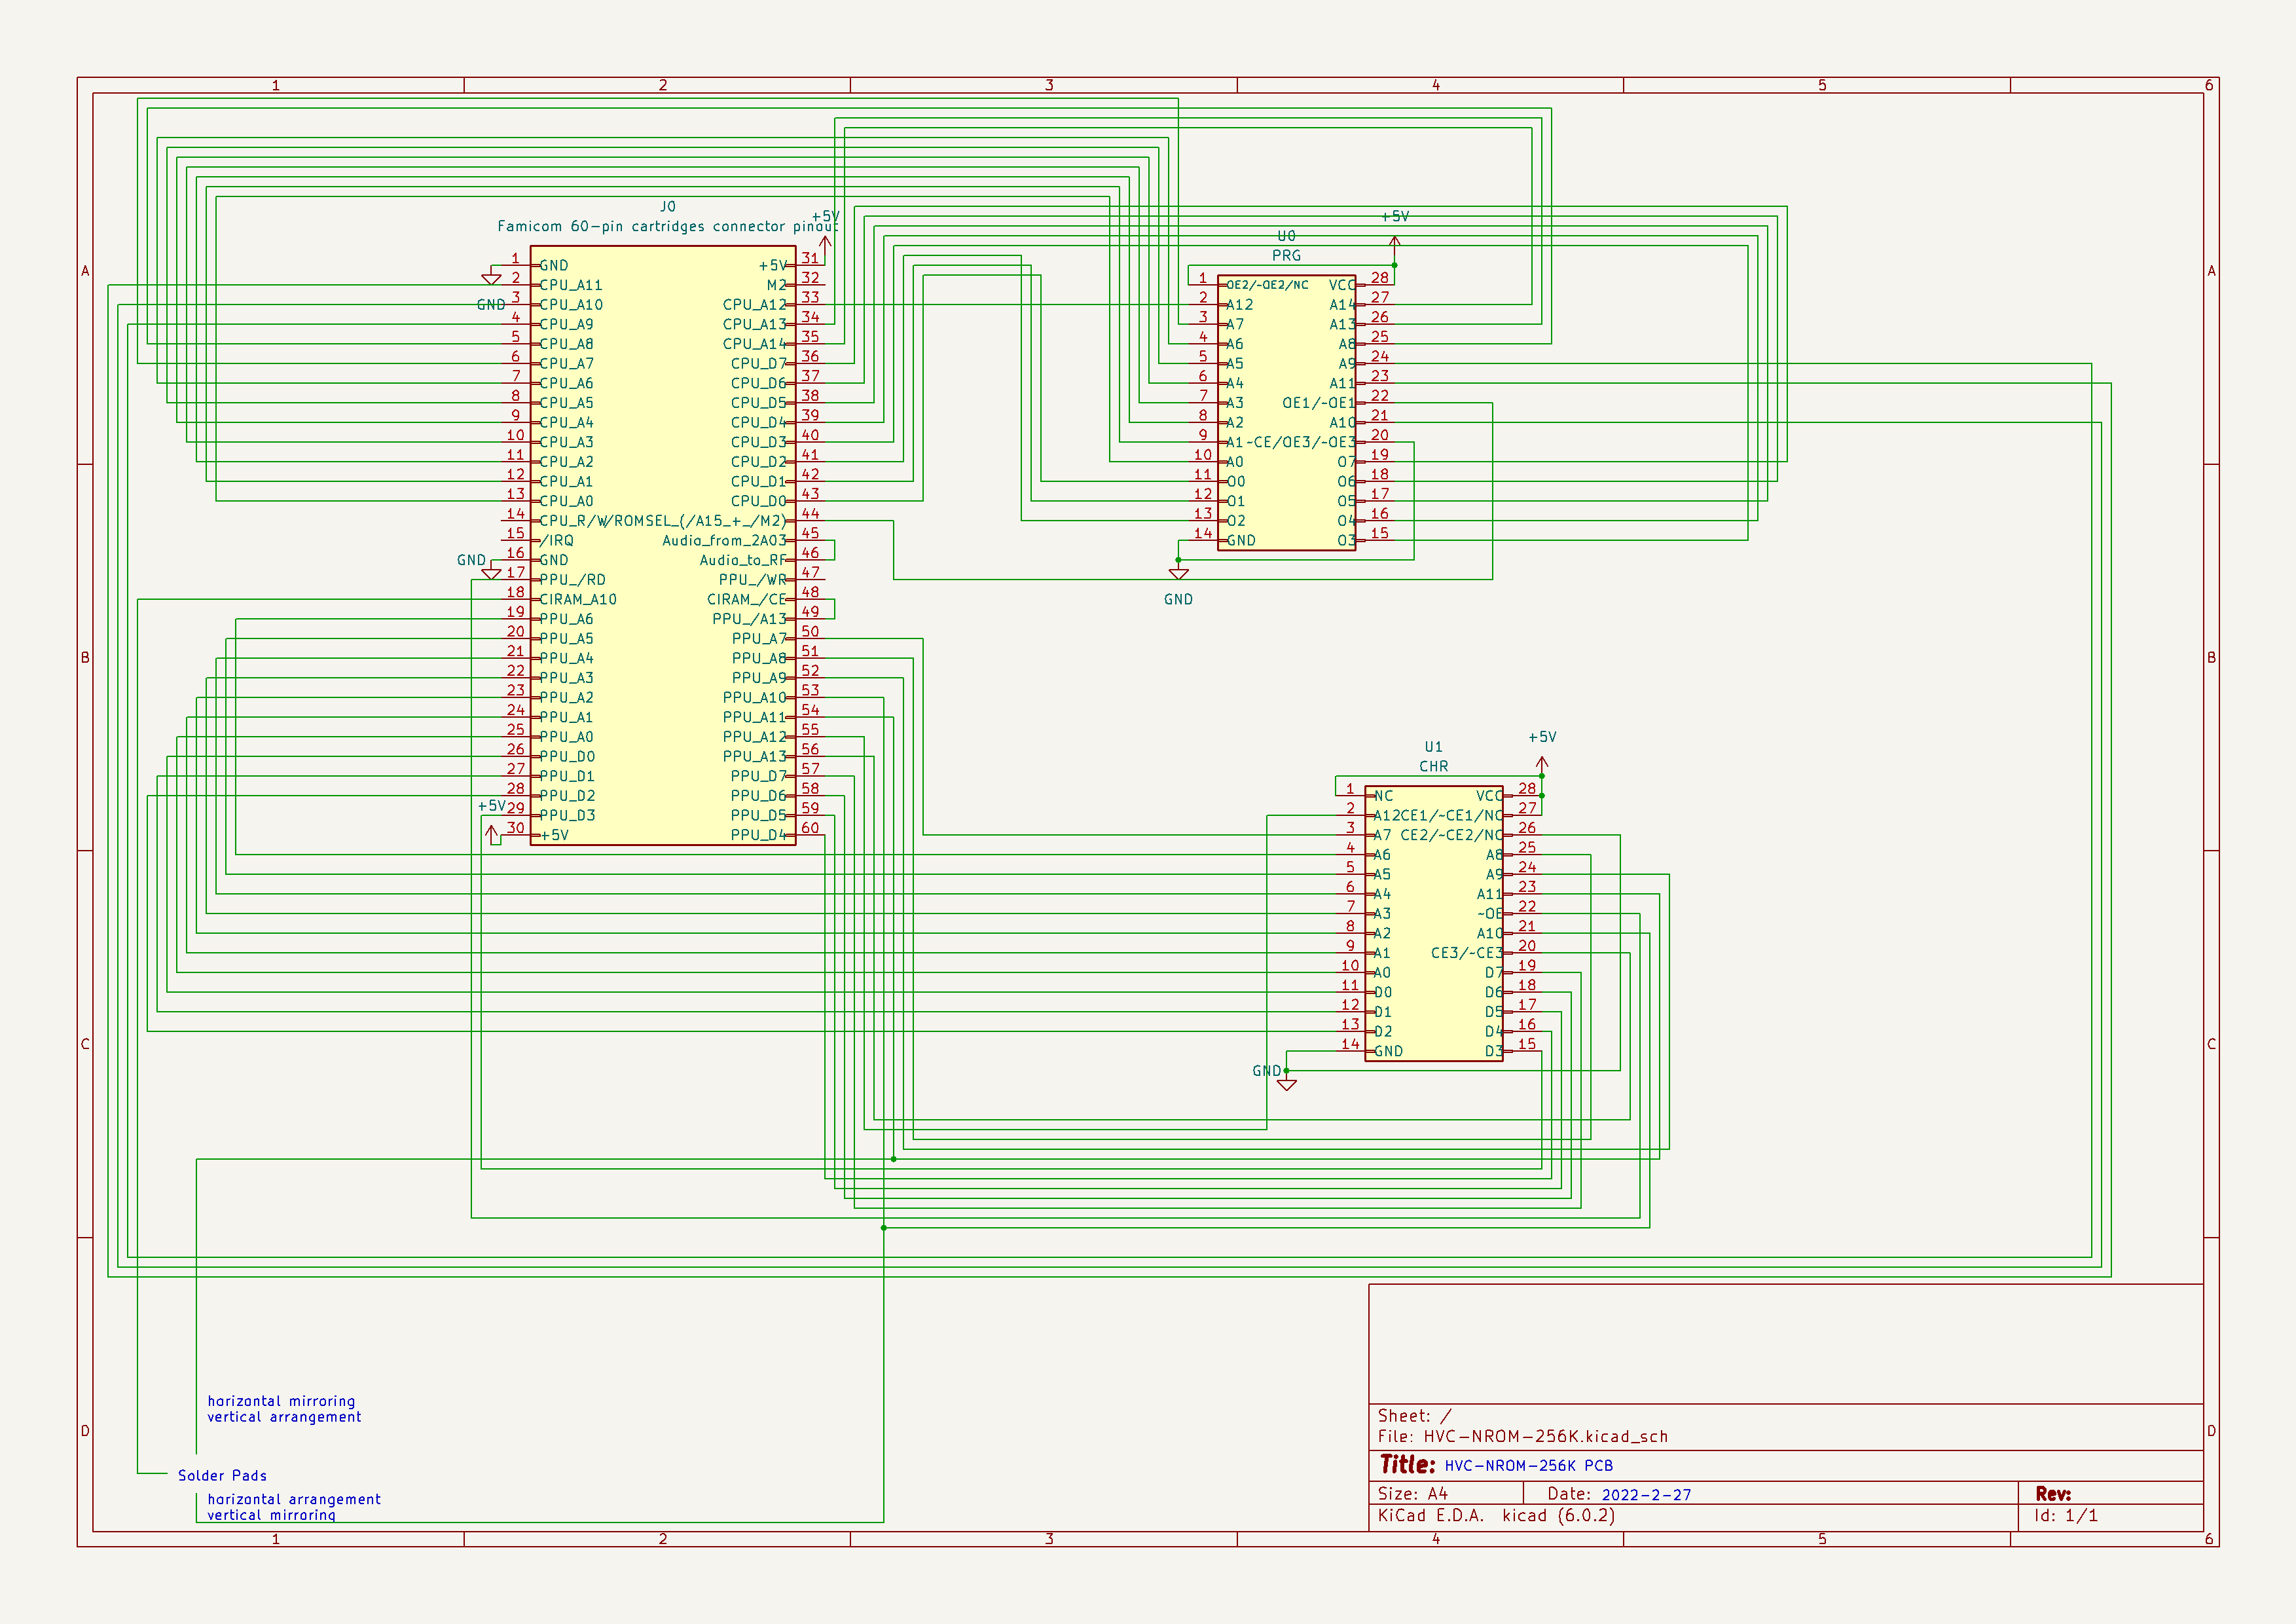 1 2 3 4 5 6
J0
Famicom 60-pin cartridges connector pinout
+5V
1 GND +5V 31
2 CPU_A11 M2 32
GND
3 CPU_A10 CPU_A12 33
4 CPU_A9 CPU_A13 34
5 CPU_A8 CPU_A14 35
6 CPU_A7 CPU_D7 36
7 CPU_A6 CPU_D6 37
8 CPU_A5 CPU_D5 38
9 CPU_A4 CPU_D4 39
10 CPU_A3 CPU_D3 40
11 CPU_A2 CPU_D2 41
12 CPU_A1 CPU_D1 42
13 CPU_A0 CPU_D0 43
14 CPU_R/W/ROMSEL_(/A15_+_/M2) 44
15 /IRQ Audio_from_2A03 45
GND
16 GND Audio_to_RF 46
17 PPU_/RD PPU_/WR 47
18 CIRAM_A10 CIRAM_/CE 48
19 PPU_A6 PPU_/A13 49
20 PPU_A5 PPU_A7 50
21 PPU_A4 PPU_A8 51
22 PPU_A3 PPU_A9 52
23 PPU_A2 PPU_A10 53
24 PPU_A1 PPU_A11 54
25 PPU_A0 PPU_A12 55
26 PPU_D0 PPU_A13 56
27 PPU_D1 PPU_D7 57
28 PPU_D2 PPU_D6 58
+5V
29 PPU_D3 PPU_D5 59
30 +5V PPU_D4 60
+5V
U0
PRG
1 OE2/~OE2/NC VCC 28
2 A12 A14 27
3 A7 A13 26
4 A6 A8 25
5 A5 A9 24
6 A4 A11 23
7 A3 OE1/~OE1 22
8 A2 A10 21
9 A1 ~CE/OE3/~OE3 20
10 A0 O7 19
11 O0 O6 18
12 O1 O5 17
13 O2 O4 16
14 GND O3 15
GND
+5V
U1
CHR
1 NC VCC 28
2 A12 CE1/~CE1/NC 27
3 A7 CE2/~CE2/NC 26
4 A6 A8 25
5 A5 A9 24
6 A4 A11 23
7 A3 ~OE 22
8 A2 A10 21
9 A1 CE3/~CE3 20
10 A0 D7 19
11 D0 D6 18
12 D1 D5 17
13 D2 D4 16
14 GND D3 15
GND
A A
B B
C C
D D
horizontal mirroring
vertical arrangement
Solder Pads
horizontal arrangement
vertical mirroring
Sheet: /
File: HVC-NROM-256K.kicad_sch
Title: HVC-NROM-256K PCB
Size: A4 Date: 2022-2-27 Rev:
KiCad E.D.A. kicad (6.0.2) Id: 1/1
1 2 3 4 5 6